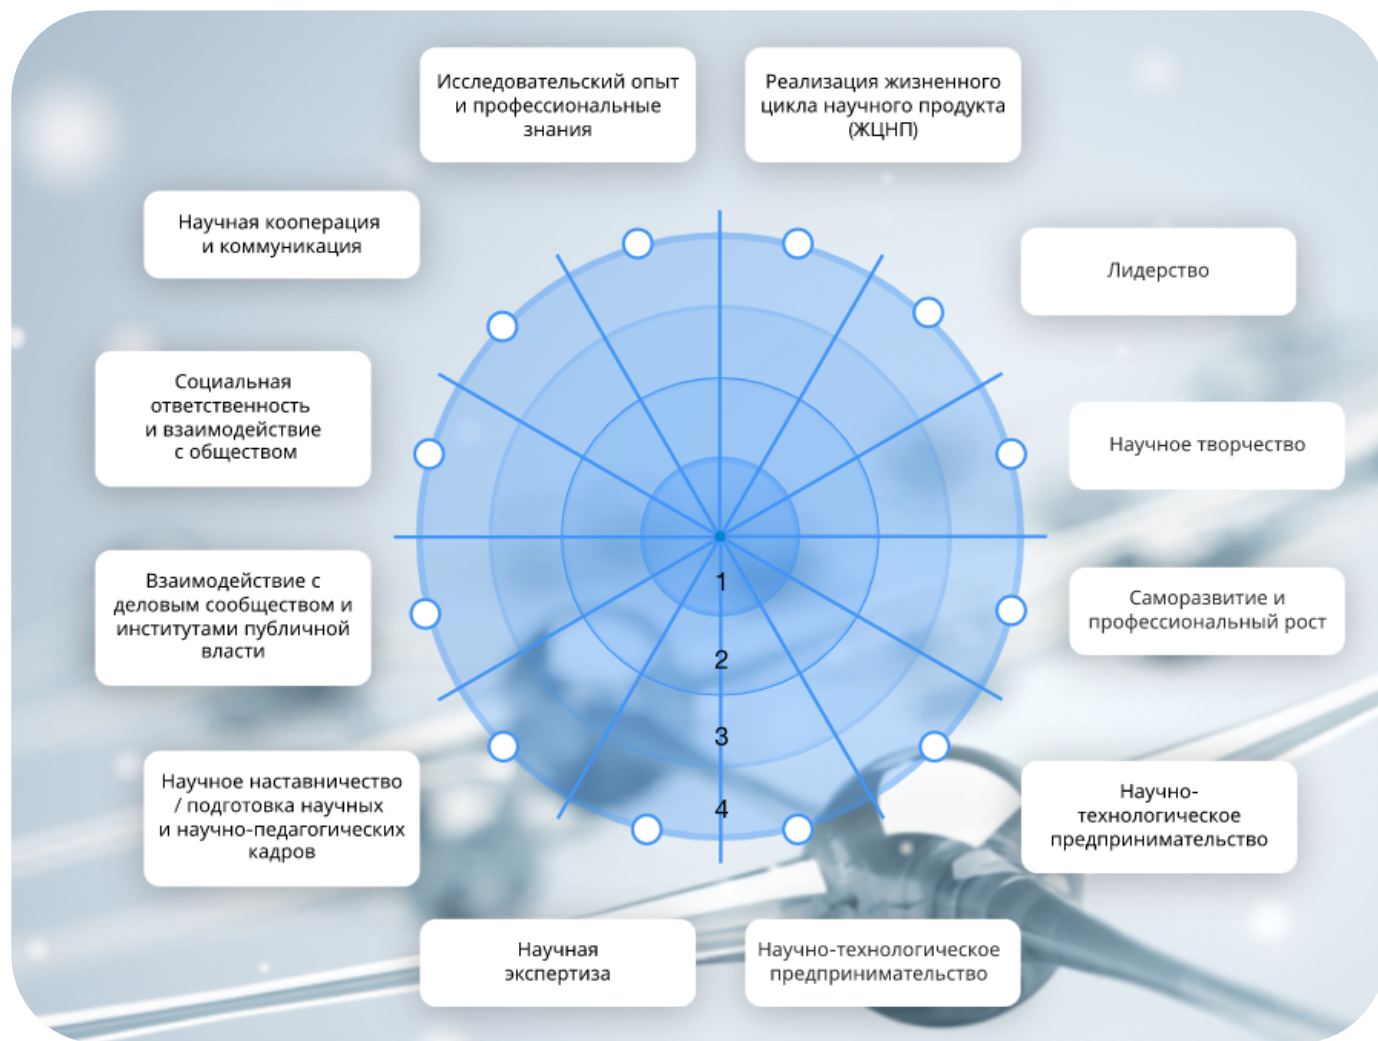 Исследовательский опыт
и профессиональные
знания
Реализация жизненного
цикла научного продукта
(ЖЦНП)
Научная кооперация
и коммуникация
Лидерство
Социальная
ответственность
и взаимодействие
с обществом
Научное творчество
Взаимодействие с
деловым сообществом и
институтами публичной
власти
Саморазвитие и
профессиональный рост
1
2
3
4
Научное наставничество
/ подготовка научных
и научно-педагогических
кадров
Научно-
технологическое
предпринимательство
Научная
экспертиза
Научно-технологическое
предпринимательство